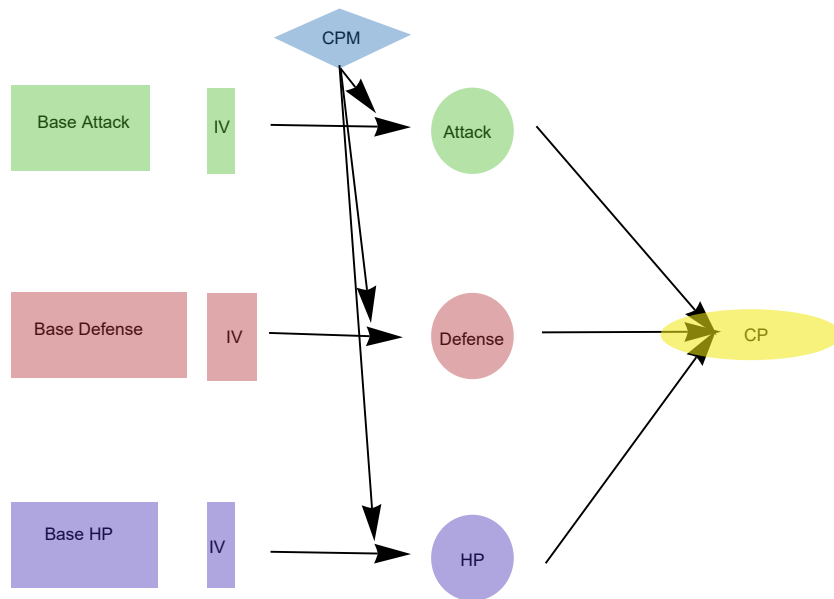 CPM
Base Attack
IV
Attack
Base Defense
IV
Defense
CP
Base HP
IV
HP